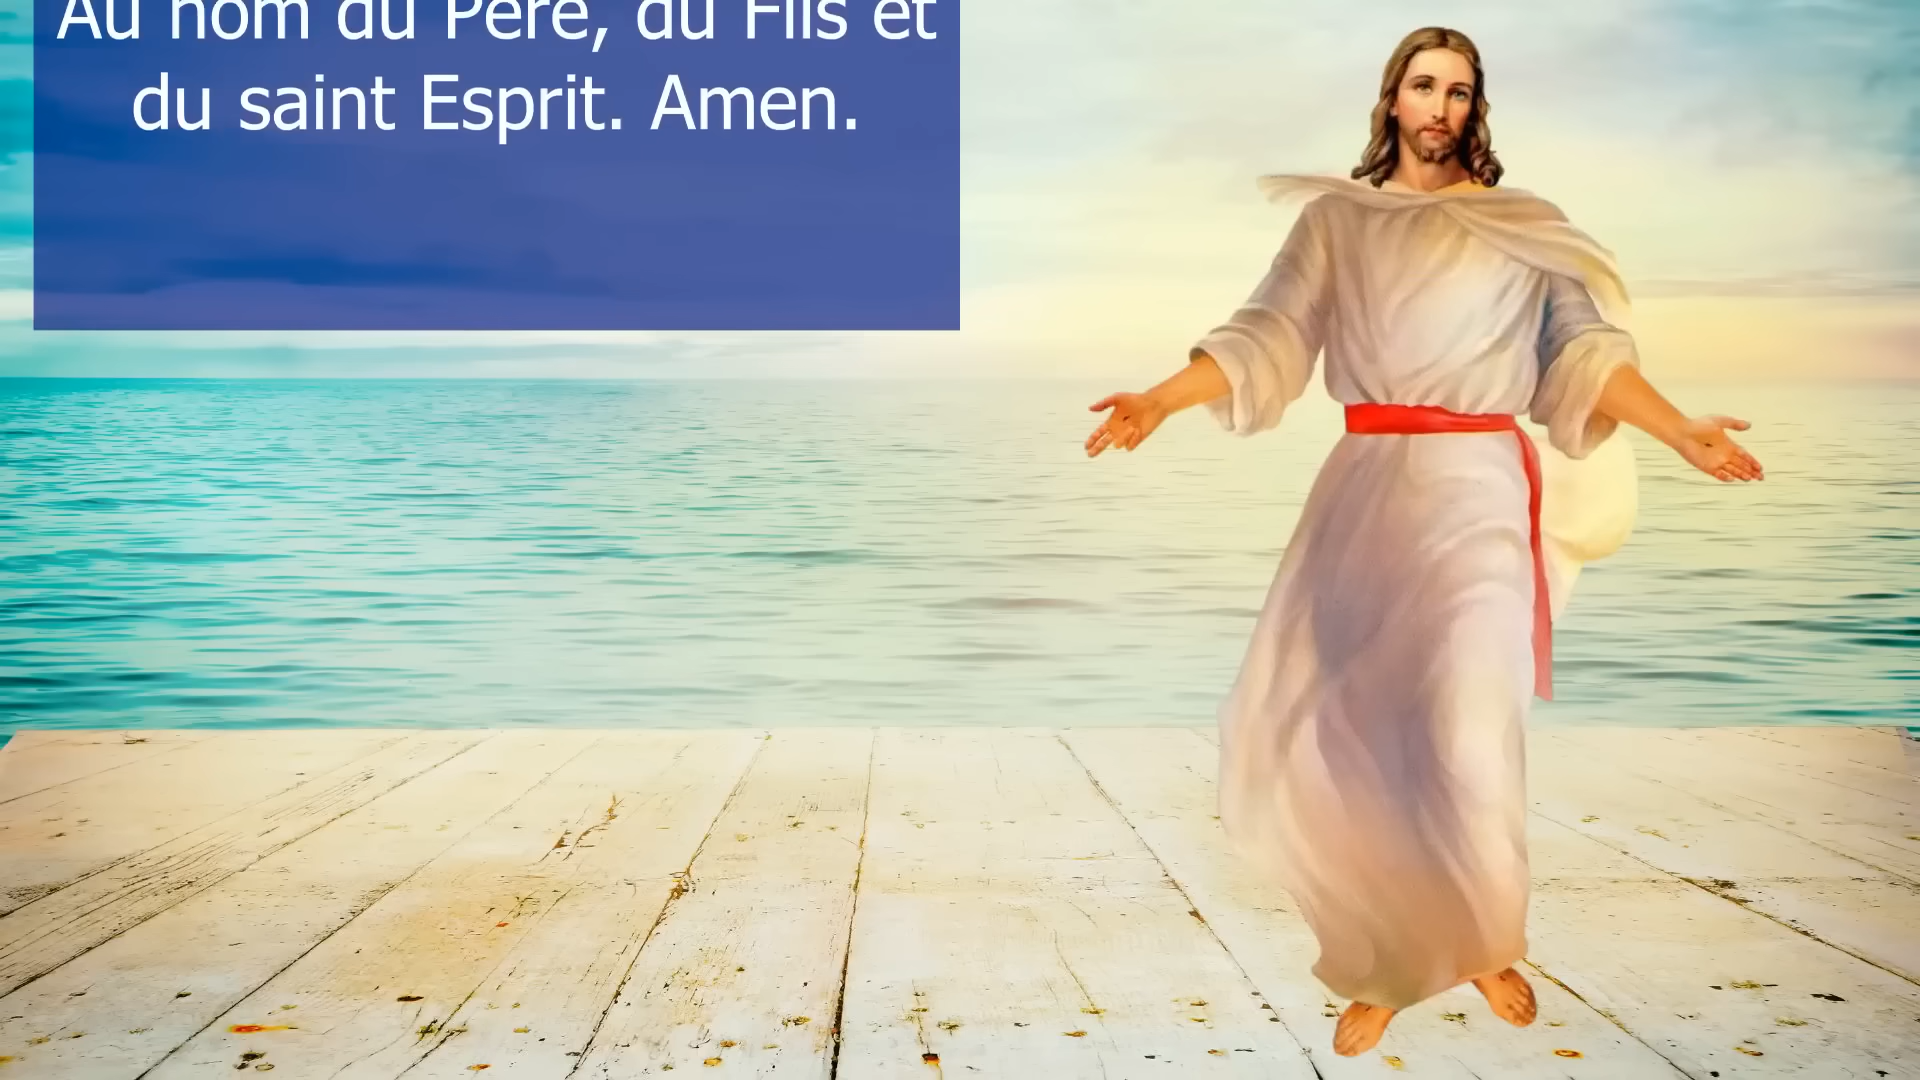 Au nom du Père, du Fils et
du saint Esprit. Amen.